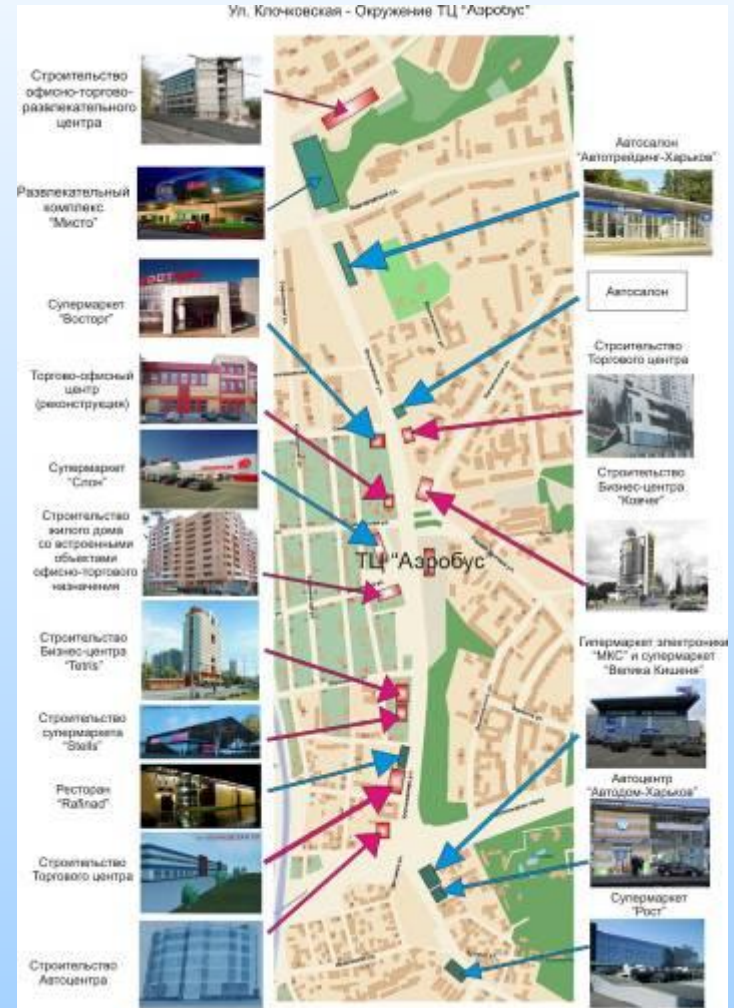 Ул. Клочковская - Окружение ТЦ "Аэробус"
Строительство
офисно-торгово-
развлекательного
центра
Развлекательный
комплекс
"Мисто"
Супермаркет
"Восторг"
Торгово-офисный
центр
(реконструкция)
Супермаркет
"Слон"
Строительство
жилого дома
со встроенными
объектами
офисно-торгового
назначения
Строительство
Бизнес-центра
"Tetris"
Строительство
супермаркета
"Stells"
Ресторан
"Rafinad"
Строительство
Торгового центра
Строительство
Автоцентра
ТЦ "Аэробус"
Автосалон
"Автотрейдинг-Харьков"
Автосалон
Строительство
Торгового центра
Строительство
Бизнес-центра
"Ковчег"
Гипермаркет электроники
"МКС" и супермаркет
"Велика Кишеня"
Автоцентр
"Автодом-Харьков"
Супермаркет
"Рост"